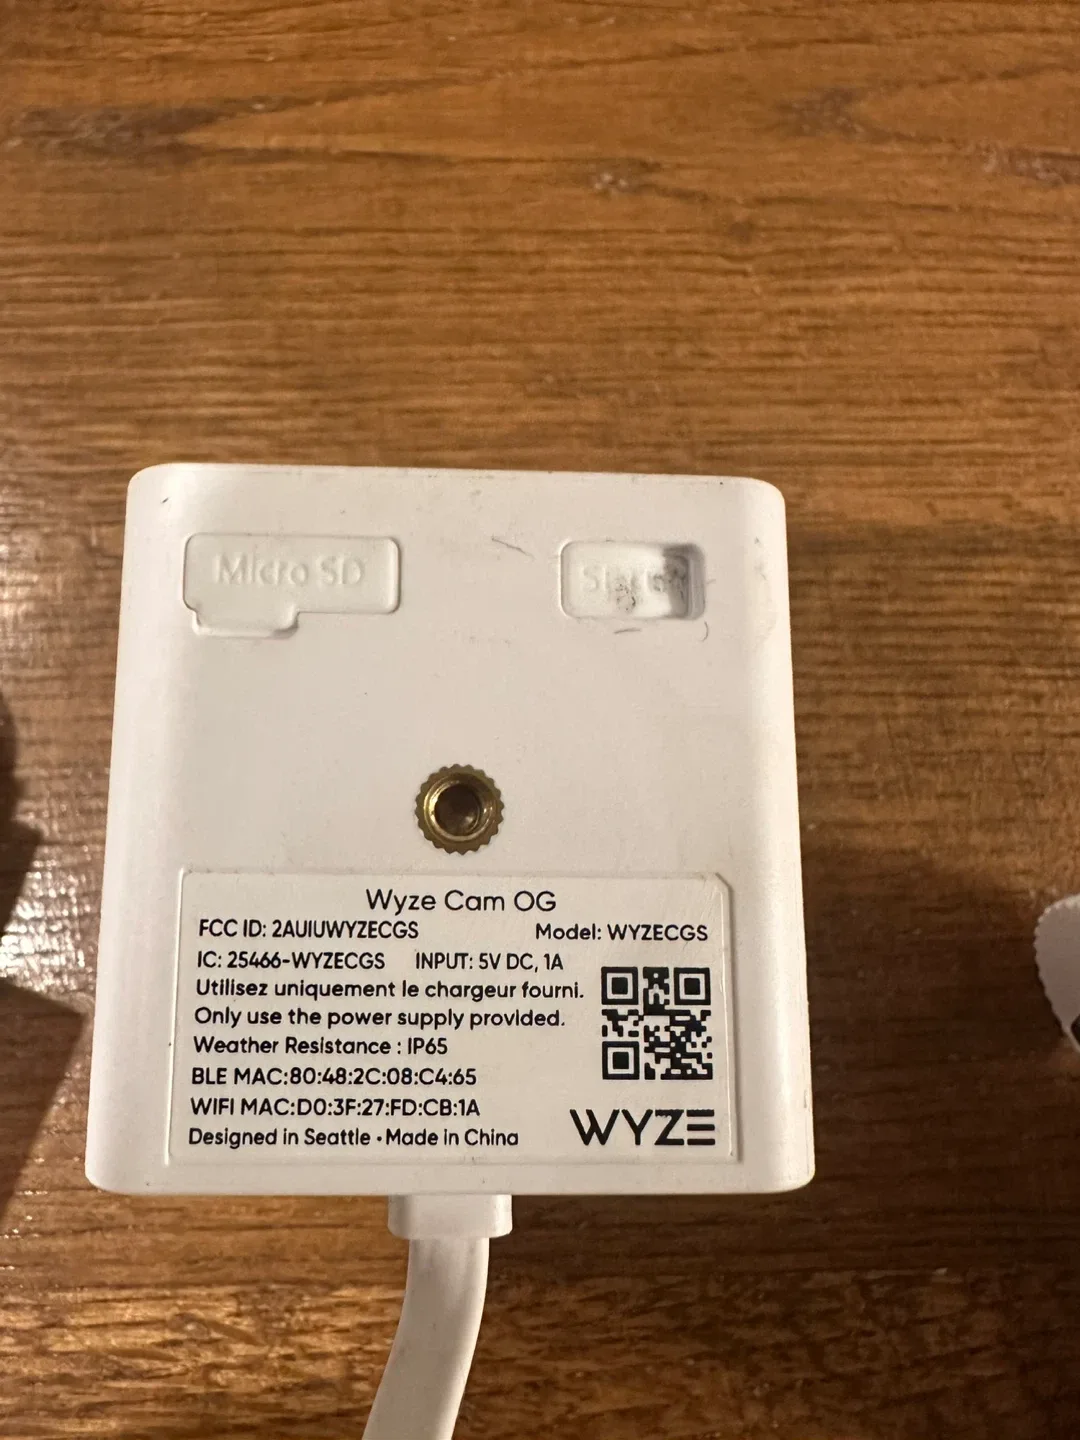 Micro SD
Wyze Cam OG
FCC ID: 2AUIUWYZECGS
Model: WYZECGS
IC: 25466-WYZECGS
INPUT: 5V DC, 1A
Utilisez uniquement le chargeur fourni.
Only use the power supply provided.
Weather Resistance : IP65
BLE MAC:80:48:2C:08:C4:65
WIFI MAC:D0:3F:27:FD:CB:1A
Designed in Seattle • Made in China
WYZE